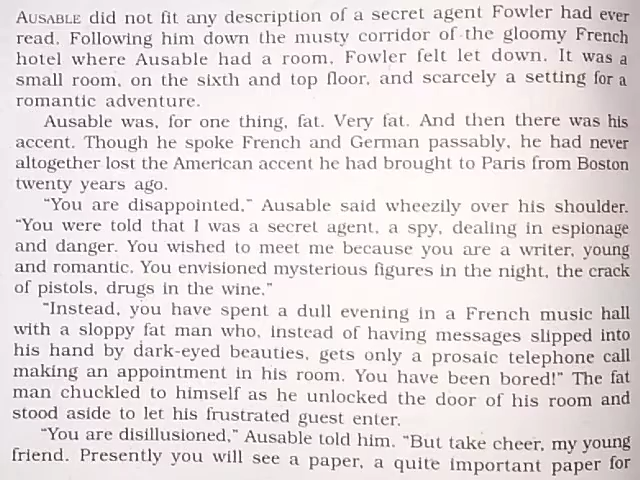 AUSABLE did not fit any description of a secret agent Fowler had ever
read. Following him down the musty corridor of the gloomy French
hotel where Ausable had a room, Fowler felt let down. It was a
small room, on the sixth and top floor, and scarcely a setting for a
romantic adventure.
Ausable was, for one thing, fat. Very fat. And then there was his
accent. Though he spoke French and German passably, he had never
altogether lost the American accent he had brought to Paris from Boston
twenty years ago.
“You are disappointed,” Ausable said wheezily over his shoulder.
“You were told that I was a secret agent, a spy, dealing in espionage
and danger. You wished to meet me because you are a writer, young
and romantic. You envisioned mysterious figures in the night, the crack
of pistols, drugs in the wine.”
“Instead, you have spent a dull evening in a French music hall
with a sloppy fat man who, instead of having messages slipped into
his hand by dark-eyed beauties, gets only a prosaic telephone call
making an appointment in his room. You have been bored!” The fat
man chuckled to himself as he unlocked the door of his room and
stood aside to let his frustrated guest enter.
“You are disillusioned,” Ausable told him. “But take cheer, my young
friend. Presently you will see a paper, a quite important paper for